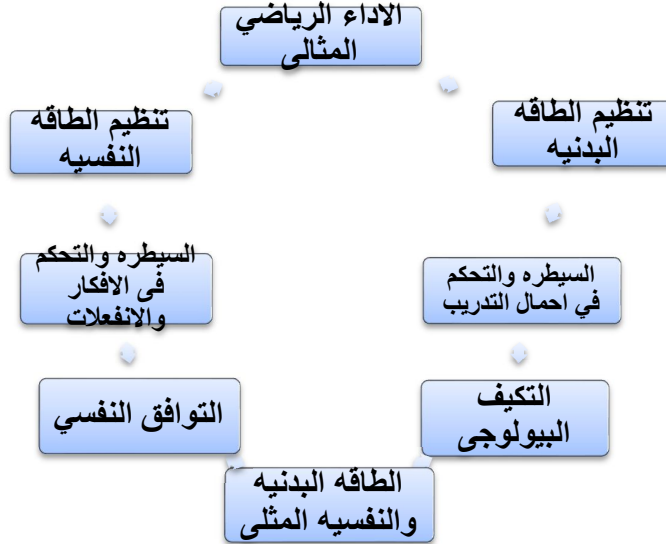 الاداء الرياضي
المثالى
تنظيم الطاقه
البدنيه
تنظيم الطاقه
النفسيه
السيطره والتحكم
في احمال التدريب
السيطره والتحكم
فى الافكار
والانفعلات
التكيف
البيولوجى
التوافق النفسي
الطاقه البدنيه
والنفسيه المثلى